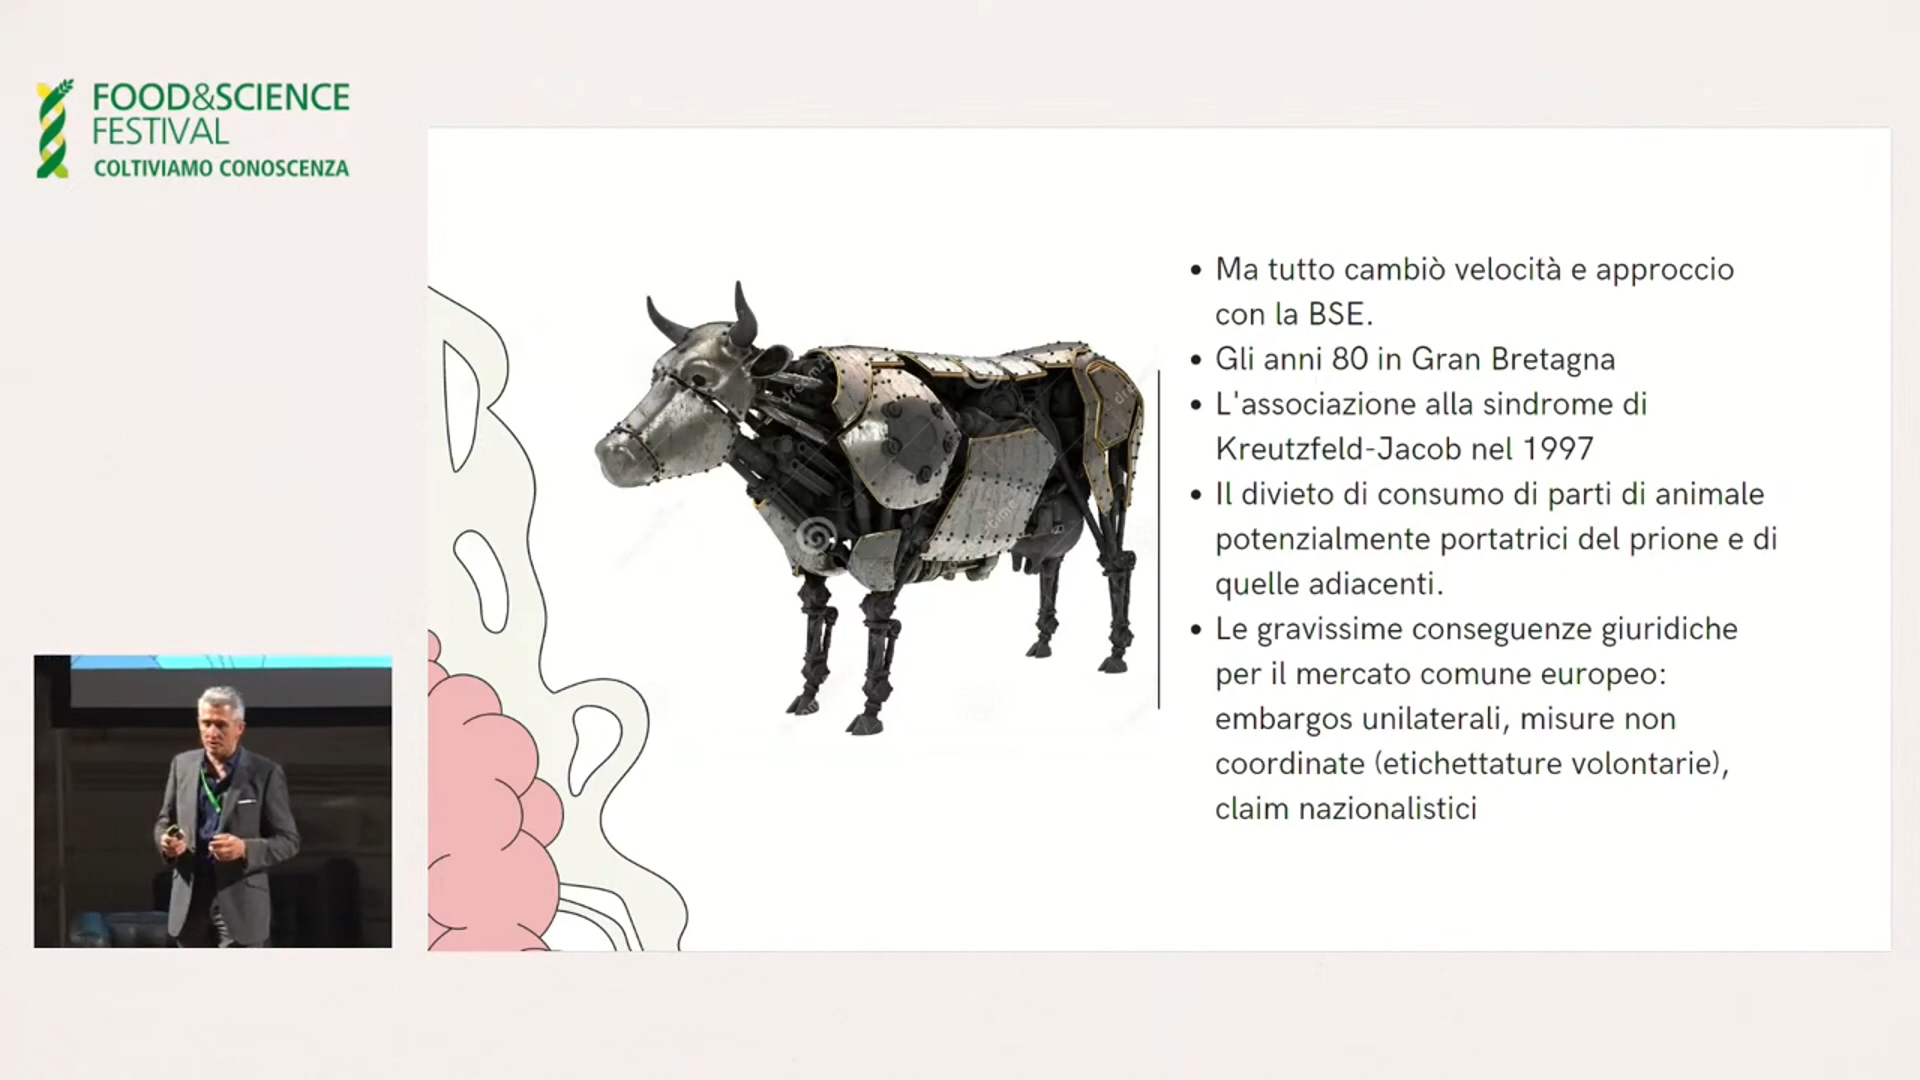 FOOD&SCIENCE
FESTIVAL
COLTIVIAMO CONOSCENZA
• Ma tutto cambiò velocità e approccio
con la BSE.
• Gli anni 80 in Gran Bretagna
• L'associazione alla sindrome di
Kreutzfeld-Jacob nel 1997
• Il divieto di consumo di parti di animale
potenzialmente portatrici del prione e di
quelle adiacenti.
• Le gravissime conseguenze giuridiche
per il mercato comune europeo:
embargos unilaterali, misure non
coordinate (etichettature volontarie),
claim nazionalistici